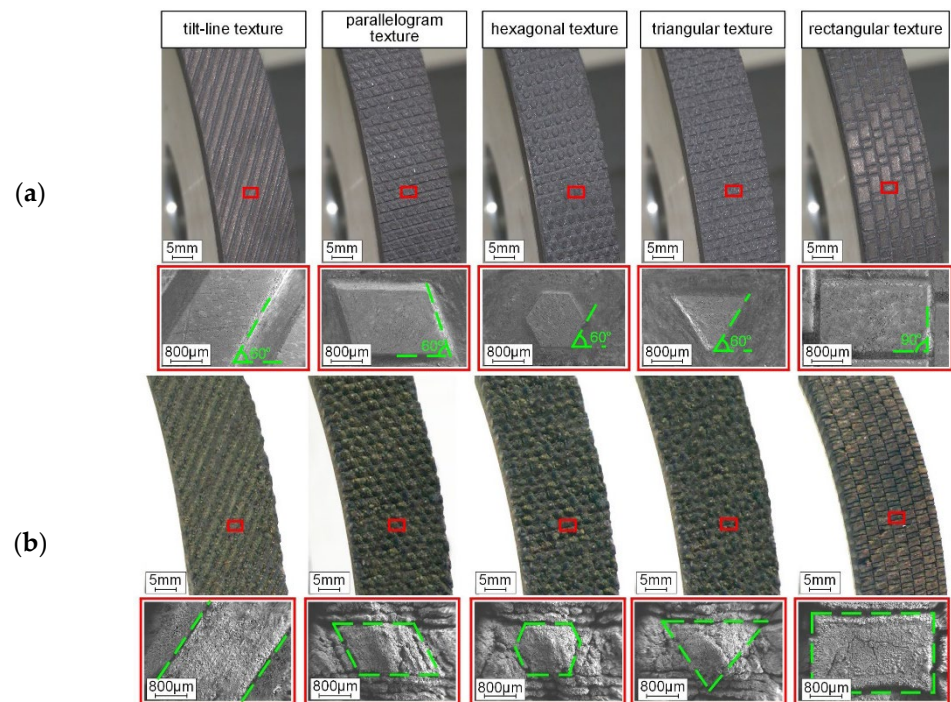 tilt-line texture
parallelogram
texture
hexagonal texture
triangular texture
rectangular texture
(a)
5mm
5mm
5mm
5mm
5mm
60°
60°
60°
60°
90°
800μm
800μm
800μm
800μm
800μm
(b)
5mm
5mm
5mm
5mm
5mm
800μm
800μm
800μm
800μm
800μm